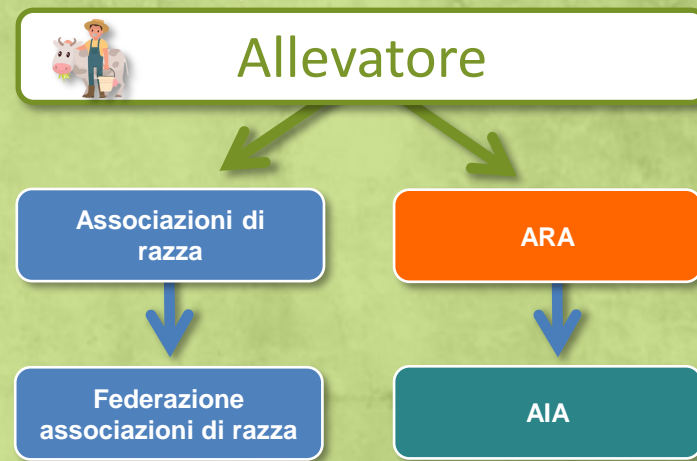 Allevatore
Associazioni di
razza
ARA
Federazione
associazioni di razza
AIA